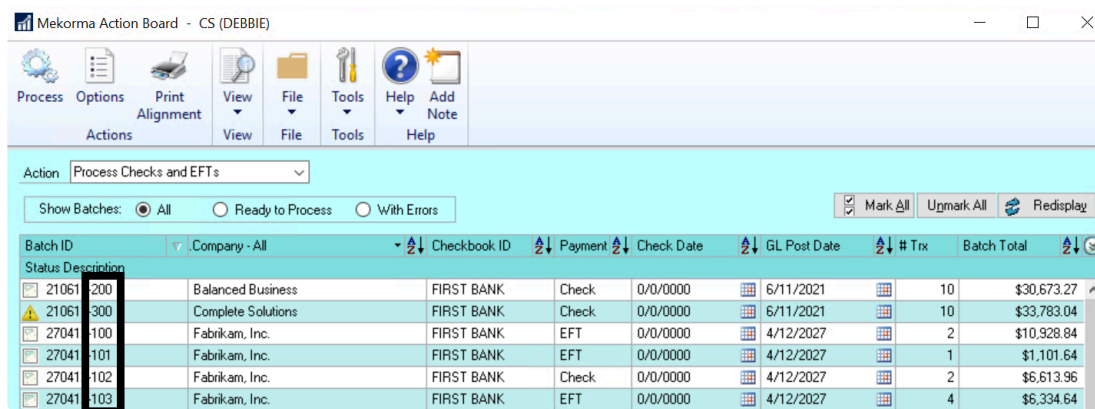 Mekorma Action Board - CS (DEBBIE)
Process Options Print Alignment View File Tools Help Add Note
Actions View File Tools Help
Action Process Checks and EFTs
Show Batches: All Ready to Process With Errors Mark All Unmark All Redisplay
Batch ID .Company - All Checkbook ID Payment Check Date GL Post Date # Trx Batch Total
Status Description
21061 -200 Balanced Business FIRST BANK Check 0/0/0000 6/11/2021 10 $30,673.27
21061 -300 Complete Solutions FIRST BANK Check 0/0/0000 6/11/2021 10 $33,783.04
27041 -100 Fabrikam, Inc. FIRST BANK EFT 0/0/0000 4/12/2027 2 $10,928.84
27041 -101 Fabrikam, Inc. FIRST BANK EFT 0/0/0000 4/12/2027 1 $1,101.64
27041 -102 Fabrikam, Inc. FIRST BANK Check 0/0/0000 4/12/2027 2 $6,613.96
27041 -103 Fabrikam, Inc. FIRST BANK EFT 0/0/0000 4/12/2027 4 $6,334.64